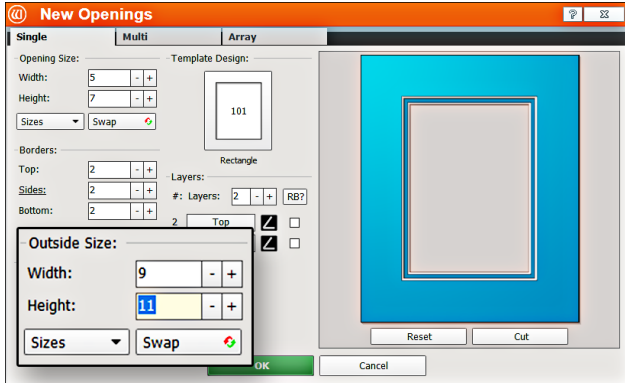 New Openings
Single Multi Array
Opening Size:
Width: 5 - +
Height: 7 - +
Sizes Swap
Template Design:
101
Rectangle
Borders:
Top: 2 - +
Sides: 2 - +
Bottom: 2 - +
Layers:
#: Layers: 2 - + RB?
2 Top
Outside Size:
Width: 9 - +
Height: 11 - +
Sizes Swap
Reset Cut
OK Cancel